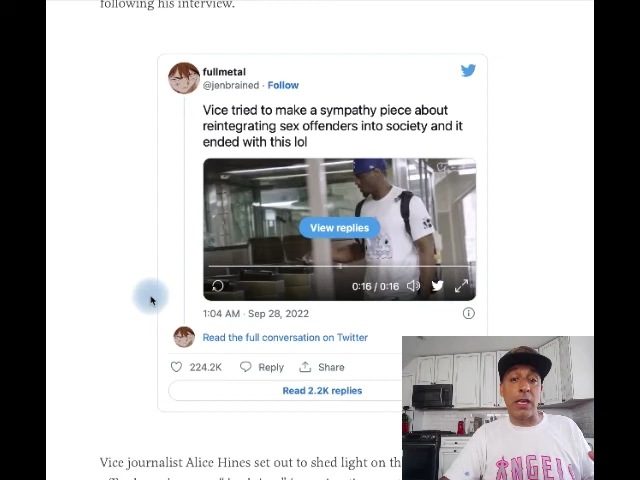 following his interview.
fullmetal
@jenbrained · Follow
Vice tried to make a sympathy piece about
reintegrating sex offenders into society and it
ended with this lol
View replies
0:16 / 0:16
1:04 AM · Sep 28, 2022
Read the full conversation on Twitter
224.2K Reply Share
Read 2.2K replies
ANGELS
Vice journalist Alice Hines set out to shed light on th